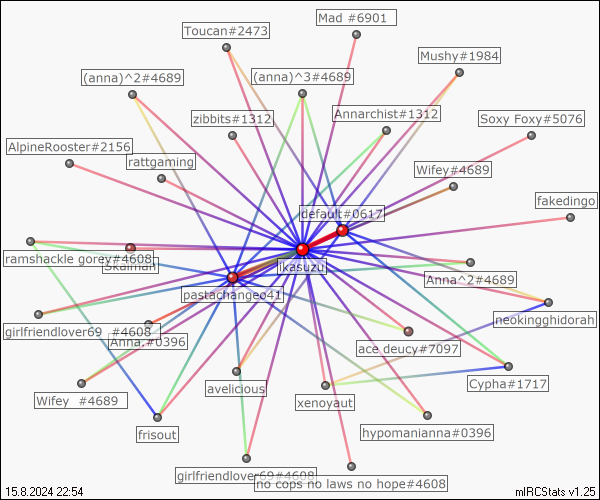 Mad #6901
Toucan#2473
Mushy#1984
(anna)^2#4689
(anna)^3#4689
zibbits#1312
Annarchist#1312
Soxy Foxy#5076
AlpineRooster#2156
rattgaming
Wifey#4689
fakedingo
default#0617
ramshackle gorey#4608
Skaiman
ikasuzu
Anna^2#4689
pastachangeo41
neokingghidorah
girlfriendlover69 #4608
Anna.#0396
ace deucy#7097
avelicious
Cypha#1717
Wifey #4689
xenoyaut
frisout
hypomanianna#0396
girlfriendlover69#4608
no cops no laws no hope#4608
15.8.2024 22:54
mIRCStats v1.25